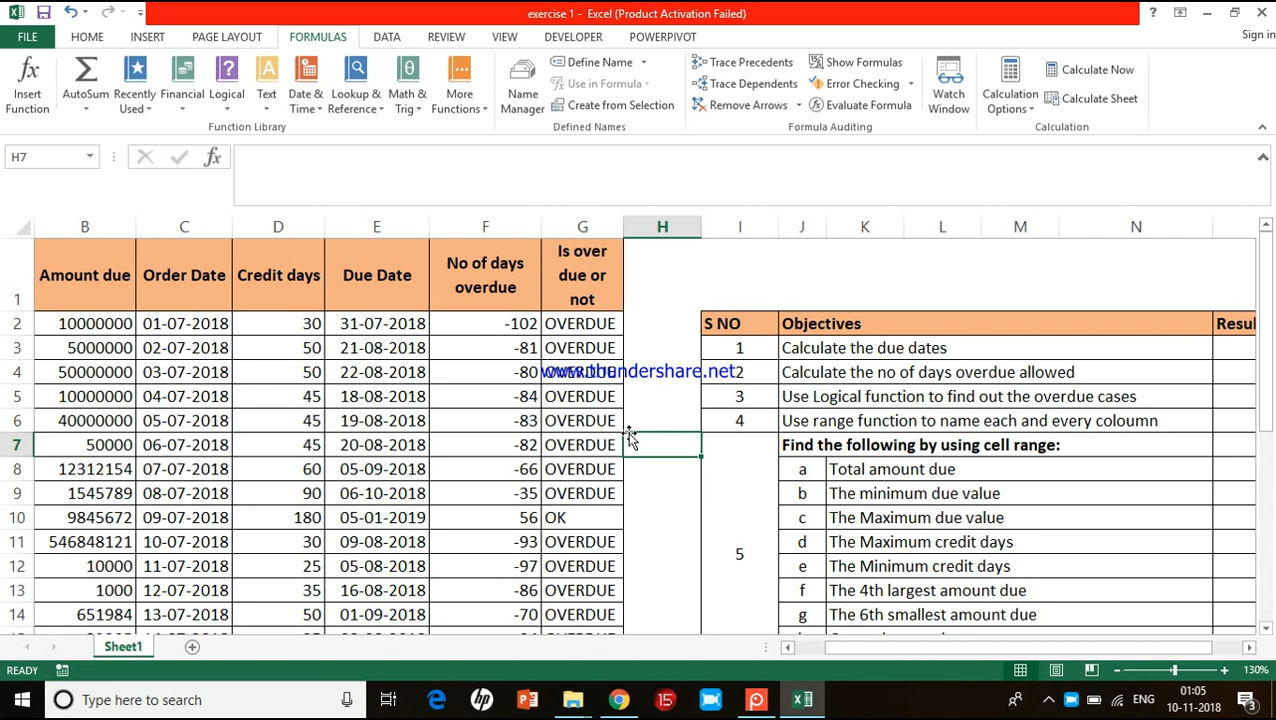 exercise 1 - Excel (Product Activation Failed)
?
FILE HOME INSERT PAGE LAYOUT FORMULAS DATA REVIEW VIEW DEVELOPER POWERPIVOT Sign in
fx Σ ? A θ
Insert Function
AutoSum
Recently Used
Financial
Logical
Text
Date & Time
Lookup & Reference
Math & Trig
More Functions
Function Library
Name Manager
Define Name
Use in Formula
Create from Selection
Defined Names
Trace Precedents
Trace Dependents
Remove Arrows
Show Formulas
Error Checking
Evaluate Formula
Formula Auditing
Watch Window
Calculation Options
Calculate Now
Calculate Sheet
Calculation
H7 fx
B C D E F G H I J K L M N
1 Amount due Order Date Credit days Due Date No of days overdue Is over due or not
2 10000000 01-07-2018 30 31-07-2018 -102 OVERDUE S NO Objectives Resul
3 5000000 02-07-2018 50 21-08-2018 -81 OVERDUE 1 Calculate the due dates
4 50000000 03-07-2018 50 22-08-2018 -80 OVERDUE 2 Calculate the no of days overdue allowed
www.thundershare.net
5 10000000 04-07-2018 45 18-08-2018 -84 OVERDUE 3 Use Logical function to find out the overdue cases
6 40000000 05-07-2018 45 19-08-2018 -83 OVERDUE 4 Use range function to name each and every coloumn
7 50000 06-07-2018 45 20-08-2018 -82 OVERDUE Find the following by using cell range:
8 12312154 07-07-2018 60 05-09-2018 -66 OVERDUE a Total amount due
9 1545789 08-07-2018 90 06-10-2018 -35 OVERDUE b The minimum due value
10 9845672 09-07-2018 180 05-01-2019 56 OK c The Maximum due value
11 546848121 10-07-2018 30 09-08-2018 -93 OVERDUE 5 d The Maximum credit days
12 10000 11-07-2018 25 05-08-2018 -97 OVERDUE e The Minimum credit days
13 1000 12-07-2018 35 16-08-2018 -86 OVERDUE f The 4th largest amount due
14 651984 13-07-2018 50 01-09-2018 -70 OVERDUE g The 6th smallest amount due
Sheet1
READY 130%
Type here to search
hp
15
ENG
01:05
10-11-2018
3